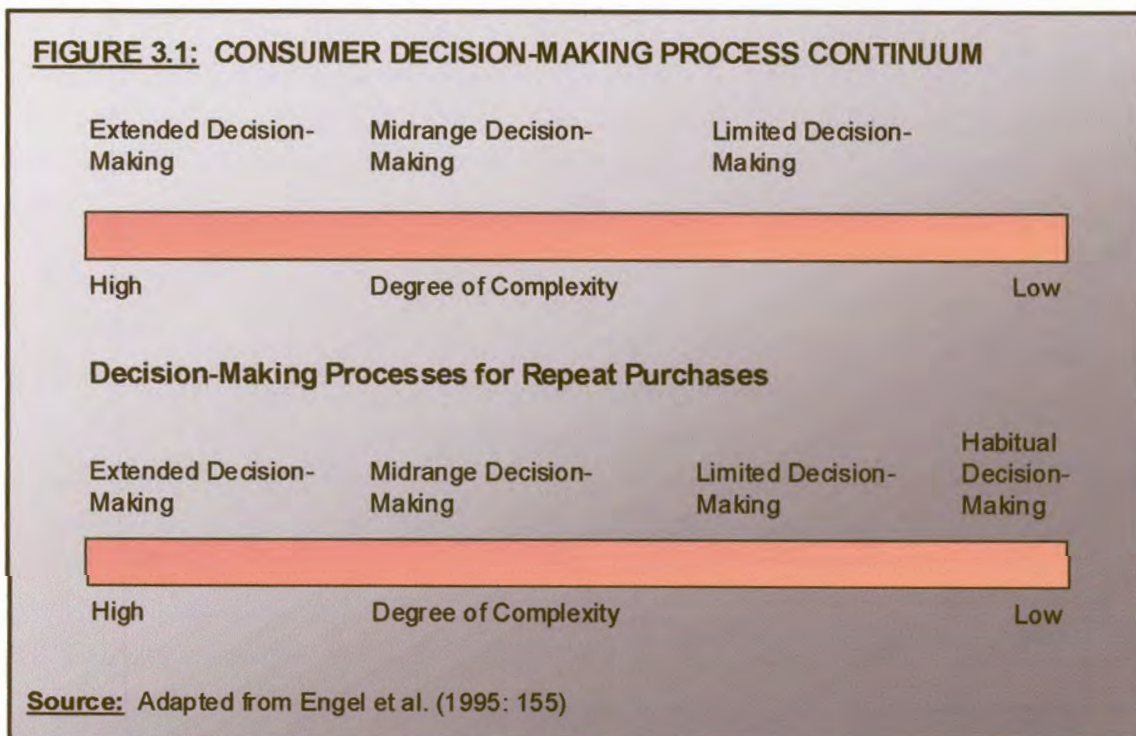 FIGURE 3.1: CONSUMER DECISION-MAKING PROCESS CONTINUUM
Extended Decision-
Making
Midrange Decision-
Making
Limited Decision-
Making
High Degree of Complexity Low
Decision-Making Processes for Repeat Purchases
Extended Decision-
Making
Midrange Decision-
Making
Limited Decision-
Making
Habitual
Decision-
Making
High Degree of Complexity Low
Source: Adapted from Engel et al. (1995: 155)